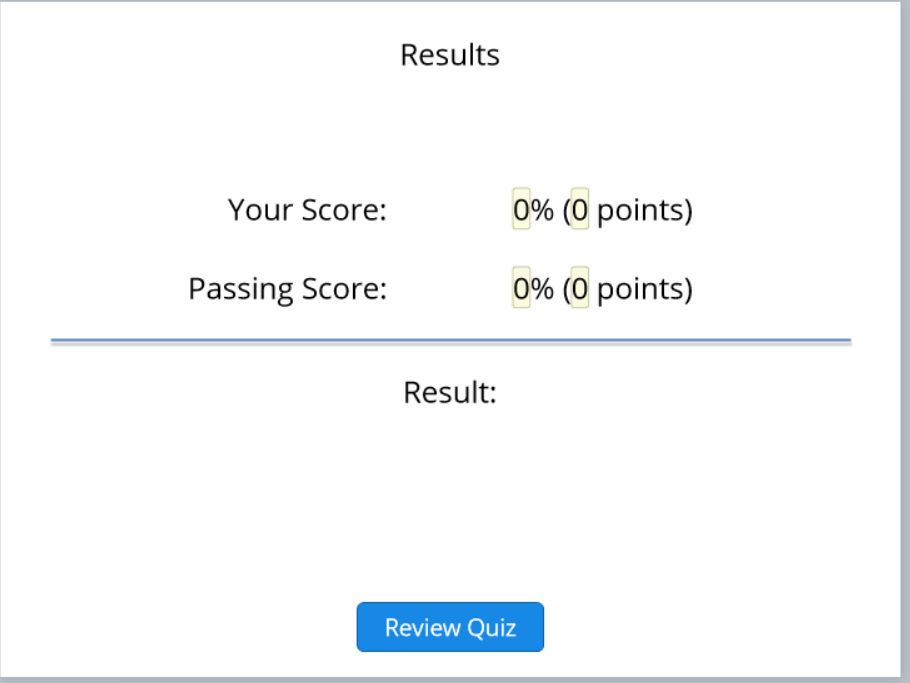 Results
Your Score: 0% (0 points)
Passing Score: 0% (0 points)
Result:
Review Quiz